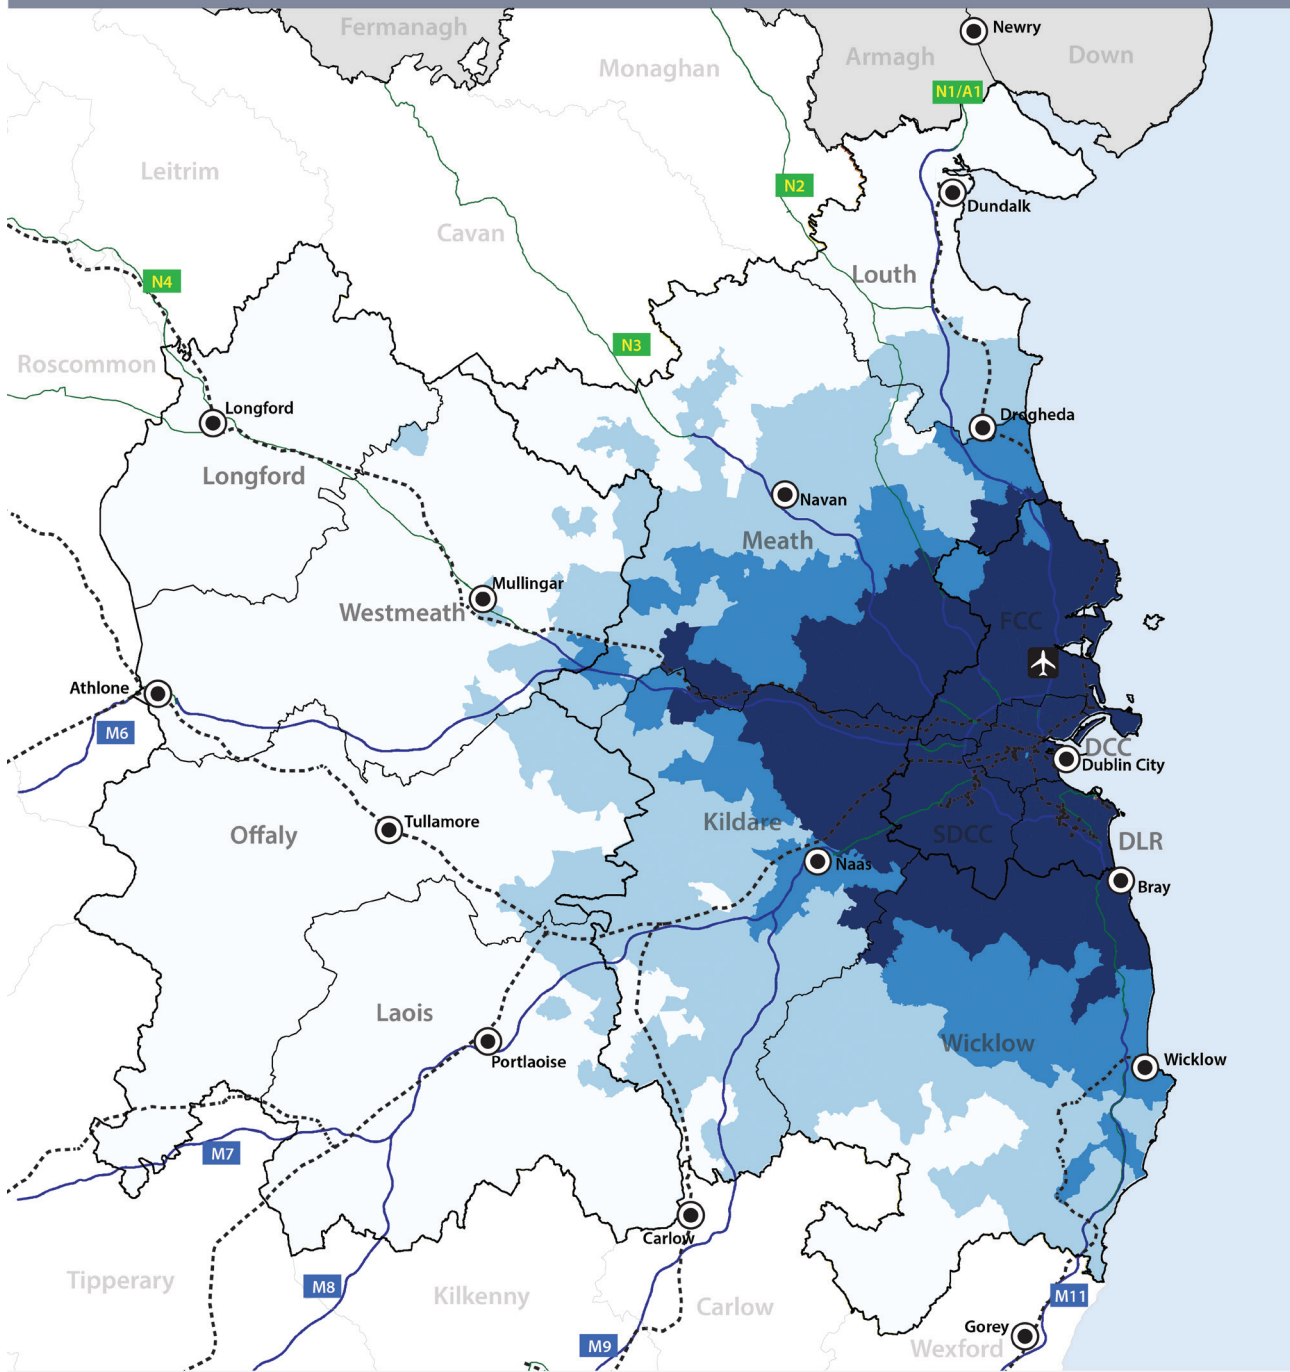 Fermanagh
Newry
Armagh
Down
Monaghan
N1/A1
Leitrim
N2
Dundalk
Cavan
Louth
N4
N3
Roscommon
Longford
Drogheda
Longford
Navan
Meath
Mullingar
Westmeath
FCC
Athlone
M6
DCC
Dublin City
Tullamore
Kildare
Offaly
SDCC
DLR
Naas
Bray
Laois
Wicklow
Portlaoise
Wicklow
M7
Carlow
Tipperary
M8
Kilkenny
Carlow
M11
Gorey
M9
Wexford